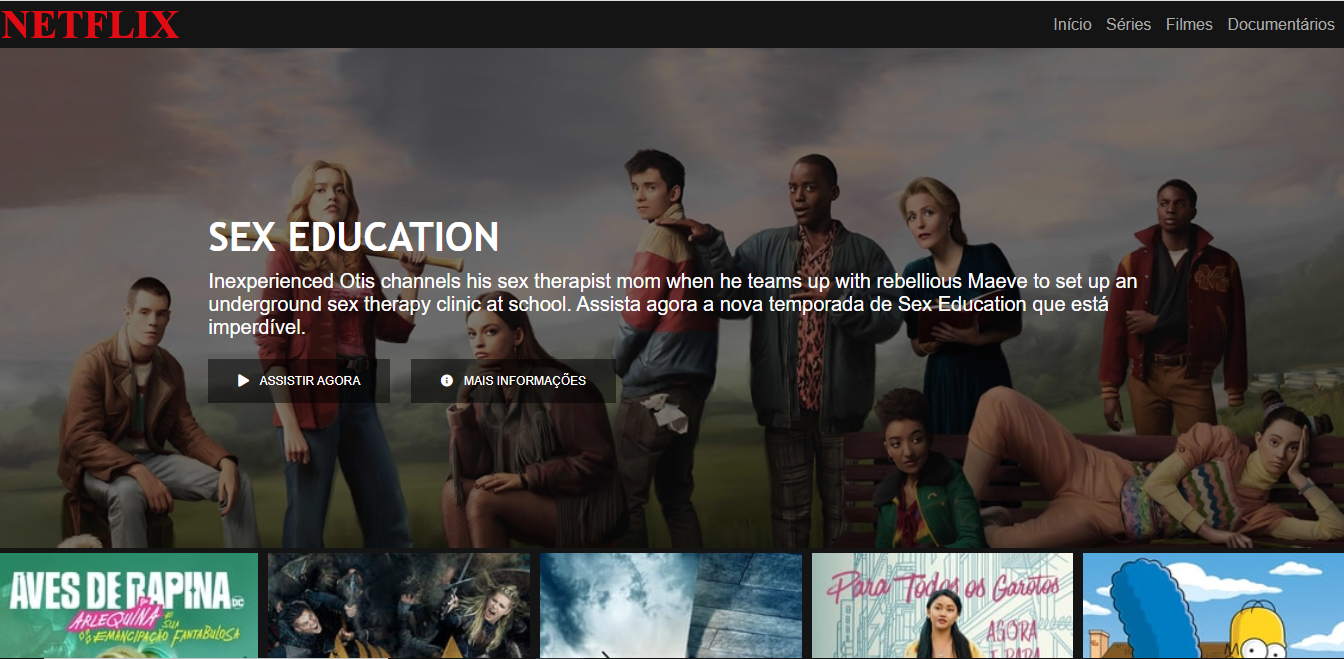 NETFLIX
Início Séries Filmes Documentários
SEX EDUCATION
Inexperienced Otis channels his sex therapist mom when he teams up with rebellious Maeve to set up an
underground sex therapy clinic at school. Assista agora a nova temporada de Sex Education que está
imperdível.
ASSISTIR AGORA MAIS INFORMAÇÕES
AVES DE RAPINA
DC
ARLEQUINA E SUA
EMANCIPAÇÃO FANTABULOSA
Para Todos os Garotos
AGORA
E PARA